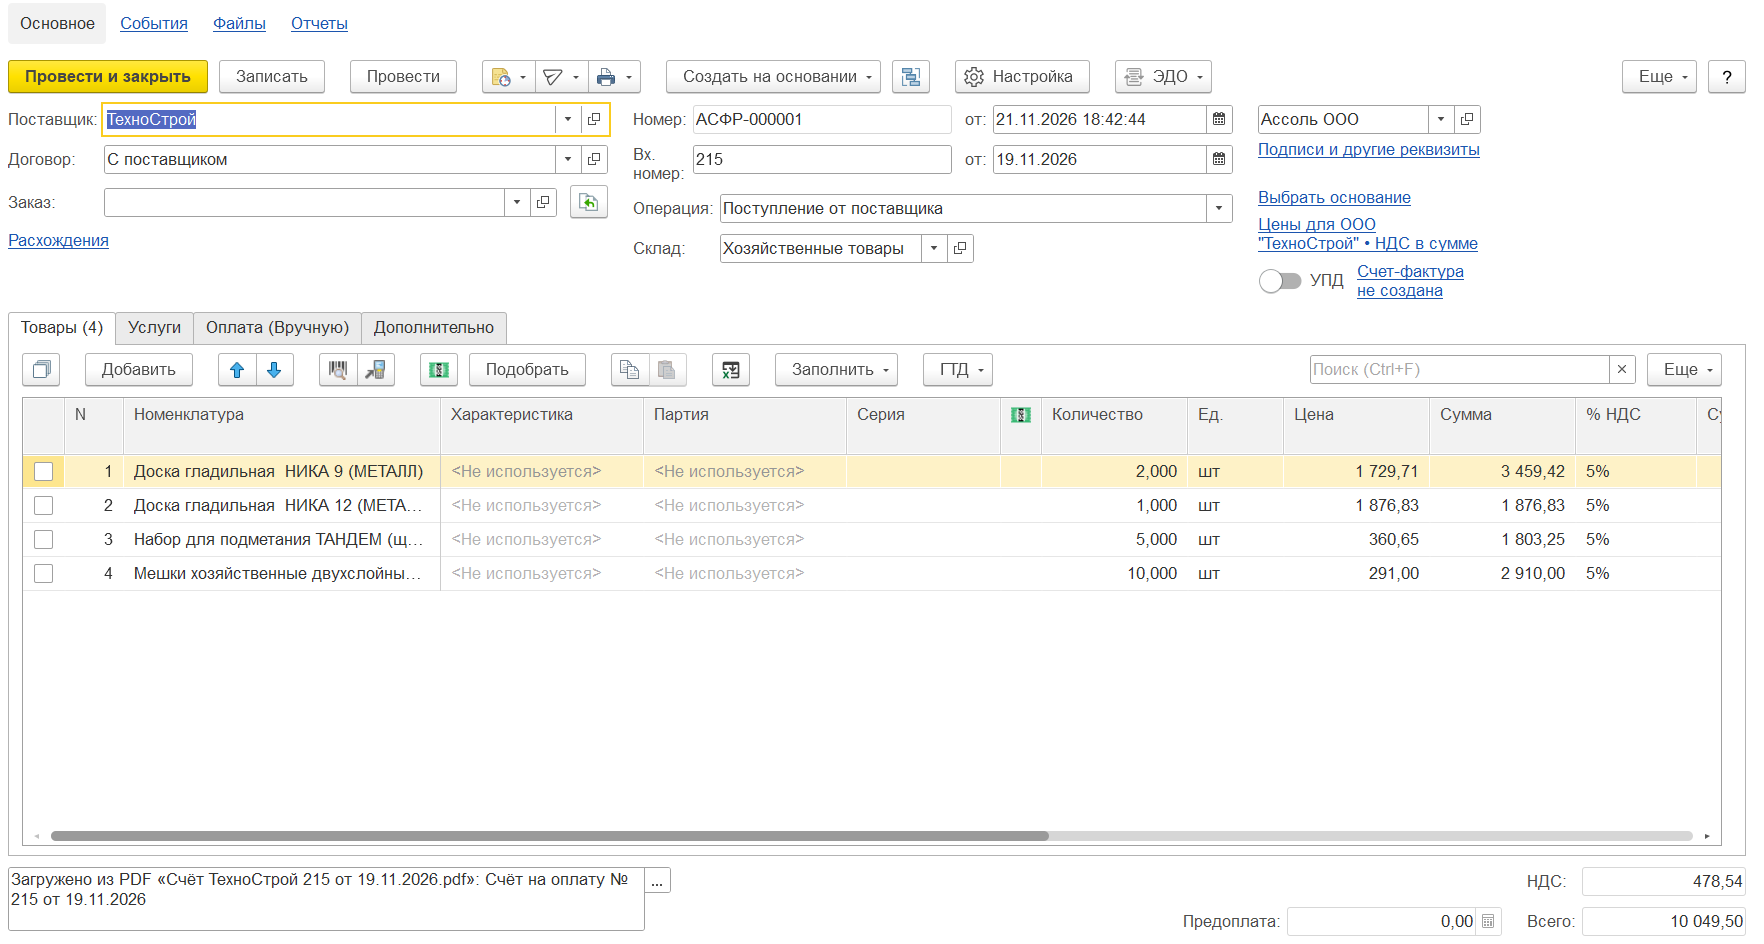 Основное События Файлы Отчеты
Провести и закрыть Записать Провести Создать на основании Настройка ЭДО Еще ?
Поставщик: ТехноСтрой Номер: АСФР-000001 от: 21.11.2026 18:42:44 Ассоль ООО
Договор: С поставщиком Вх. номер: 215 от: 19.11.2026 Подписи и другие реквизиты
Заказ: Операция: Поступление от поставщика Выбрать основание
Расхождения Склад: Хозяйственные товары Цены для ООО
"ТехноСтрой" • НДС в сумме
УПД Счет-фактура
не создана
Товары (4) Услуги Оплата (Вручную) Дополнительно
Добавить Подобрать Заполнить ГТД Поиск (Ctrl+F) × Еще
N Номенклатура Характеристика Партия Серия Количество Ед. Цена Сумма % НДС
1 Доска гладильная  НИКА 9 (МЕТАЛЛ) <Не используется> <Не используется> 2,000 шт 1 729,71 3 459,42 5%
2 Доска гладильная  НИКА 12 (МЕТА... <Не используется> <Не используется> 1,000 шт 1 876,83 1 876,83 5%
3 Набор для подметания ТАНДЕМ (щ... <Не используется> <Не используется> 5,000 шт 360,65 1 803,25 5%
4 Мешки хозяйственные двухслойны... <Не используется> <Не используется> 10,000 шт 291,00 2 910,00 5%
Загружено из PDF «Счёт ТехноСтрой 215 от 19.11.2026.pdf»: Счёт на оплату №
215 от 19.11.2026
...
НДС: 478,54
Предоплата: 0,00 Всего: 10 049,50